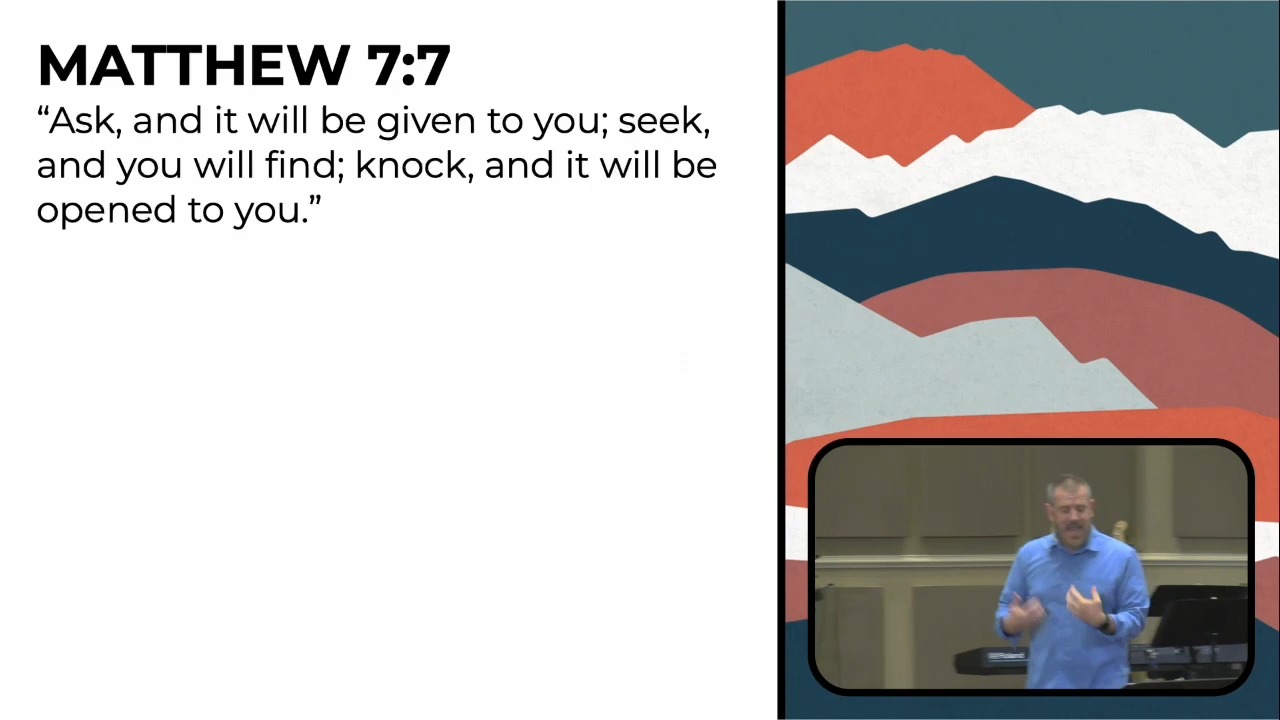 MATTHEW 7:7
“Ask, and it will be given to you; seek,
and you will find; knock, and it will be
opened to you.”